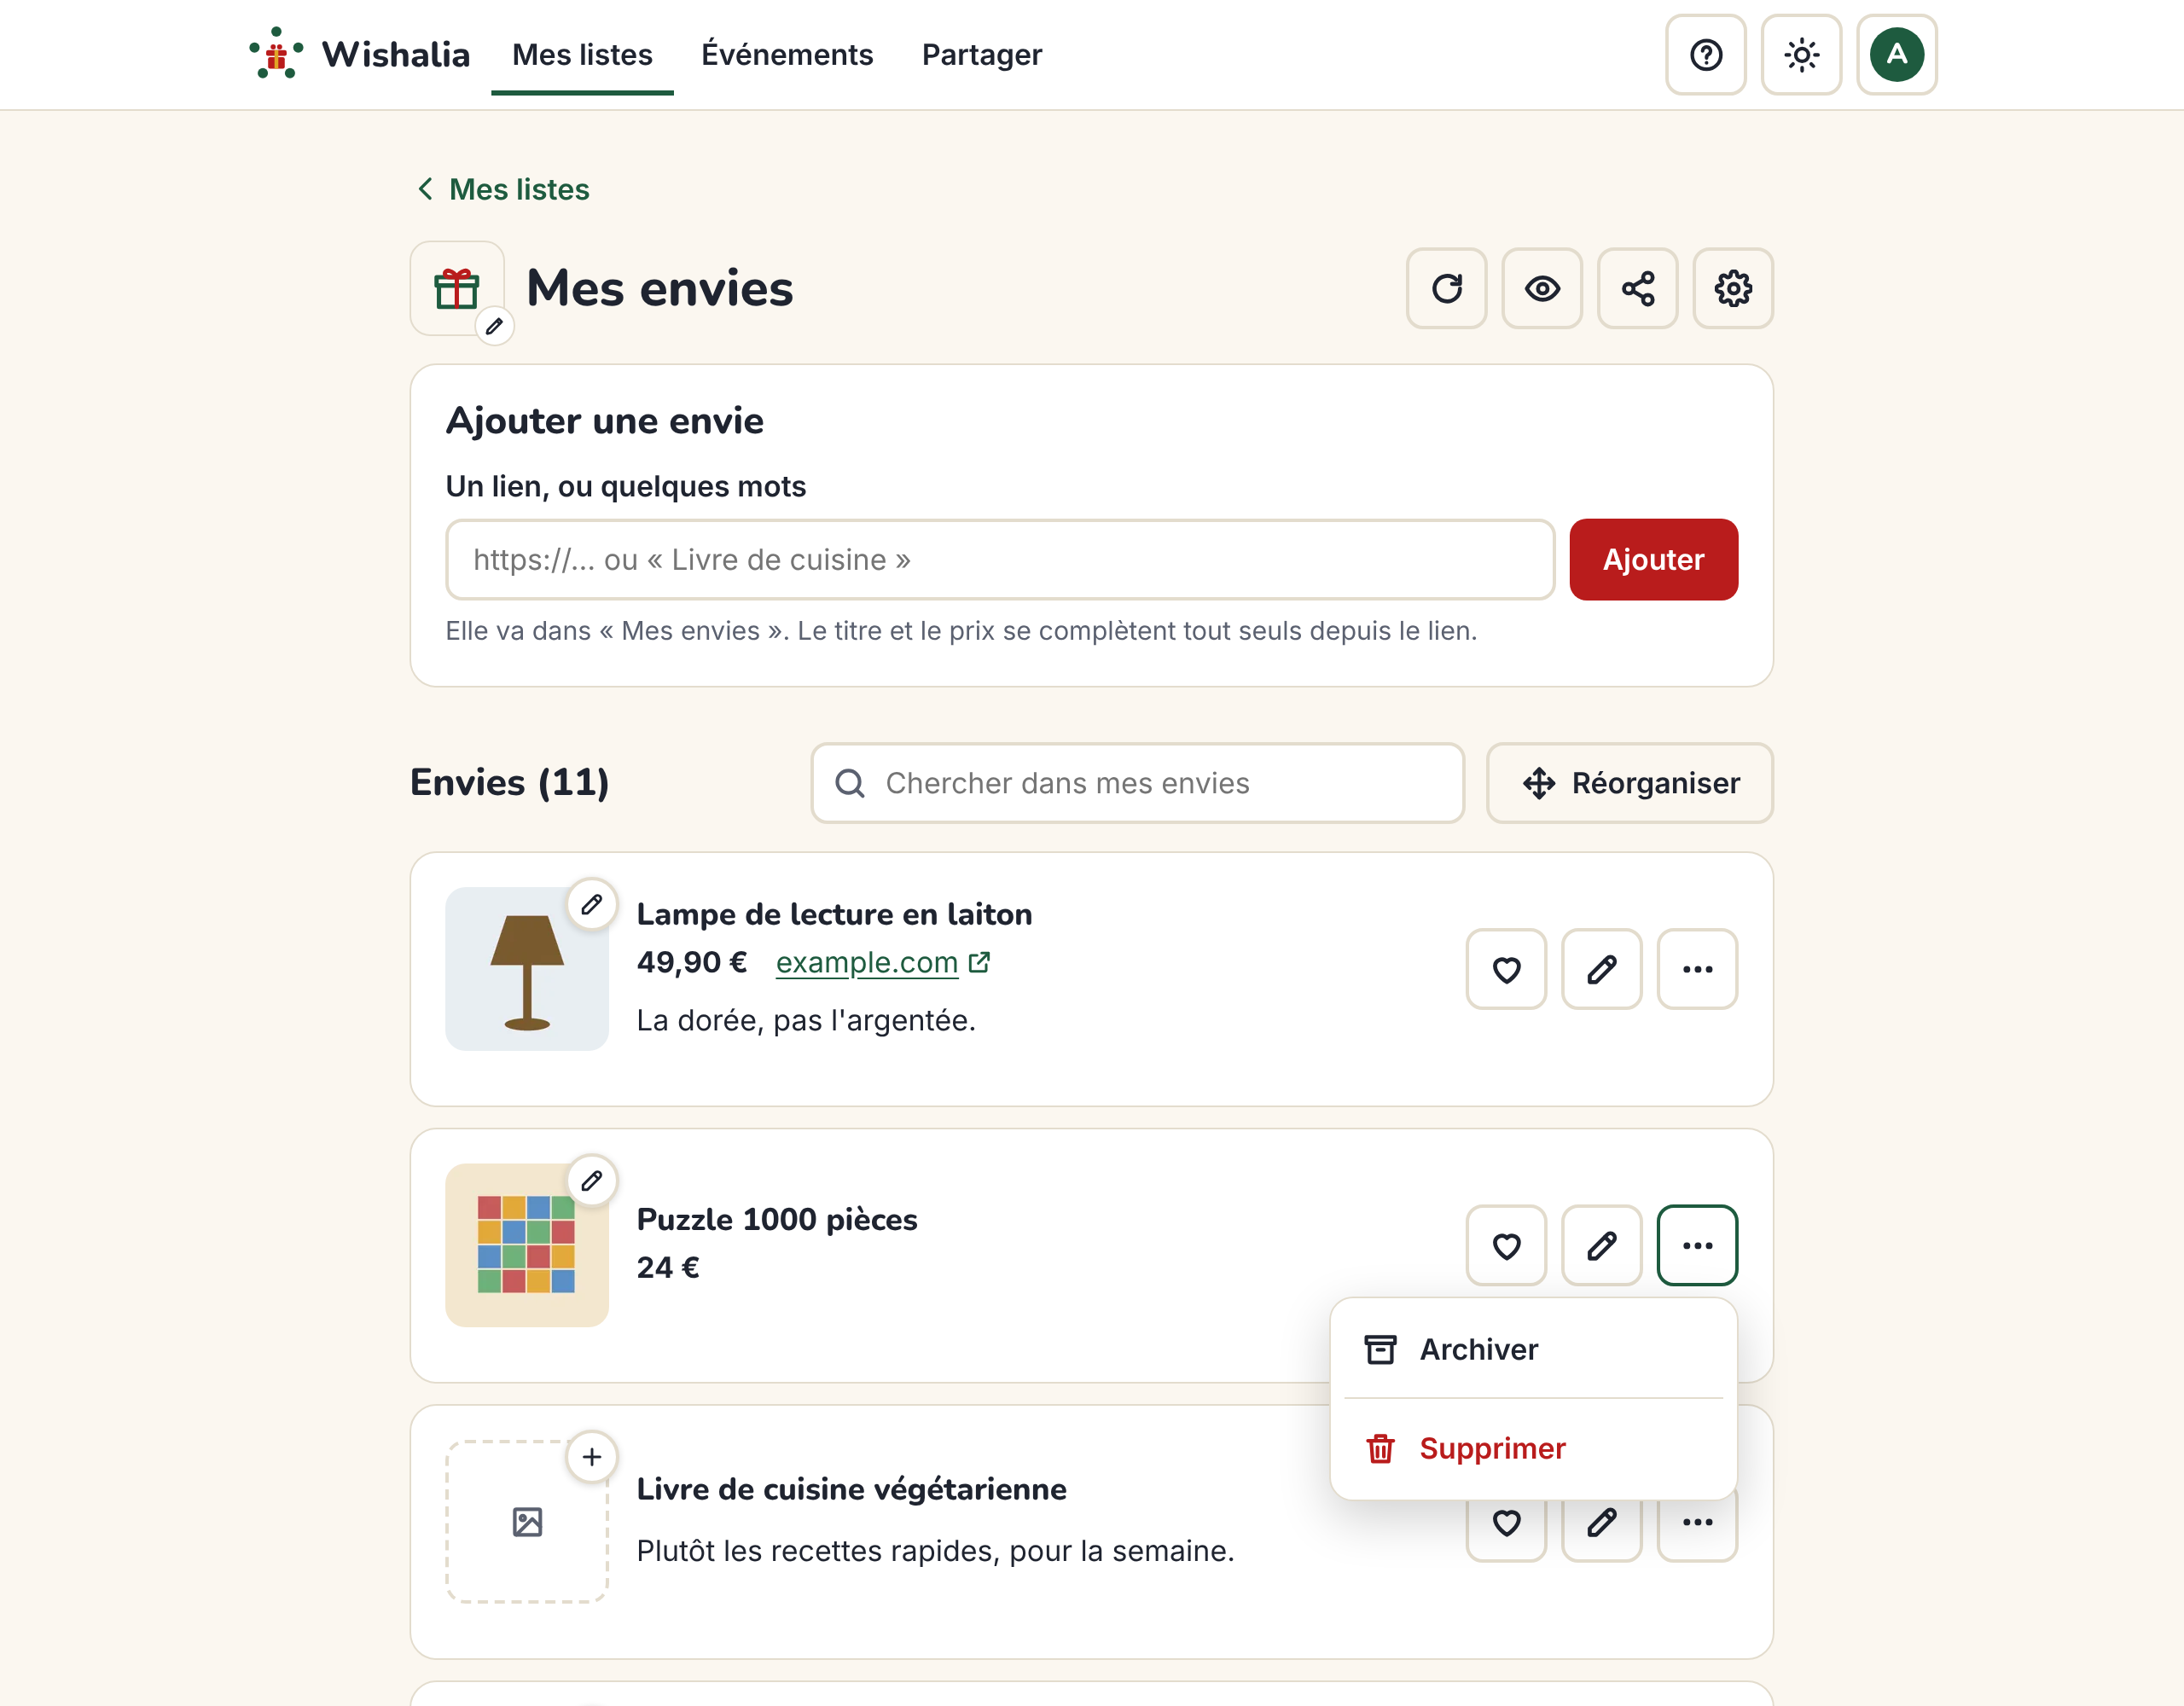 Wishalia Mes listes Événements Partager A
Mes listes
Mes envies
Ajouter une envie
Un lien, ou quelques mots
https://... ou « Livre de cuisine » Ajouter
Elle va dans « Mes envies ». Le titre et le prix se complètent tout seuls depuis le lien.
Envies (11) Chercher dans mes envies Réorganiser
Lampe de lecture en laiton
49,90 € example.com
La dorée, pas l'argentée.
Puzzle 1000 pièces
24 €
Archiver
Supprimer
Livre de cuisine végétarienne
Plutôt les recettes rapides, pour la semaine.